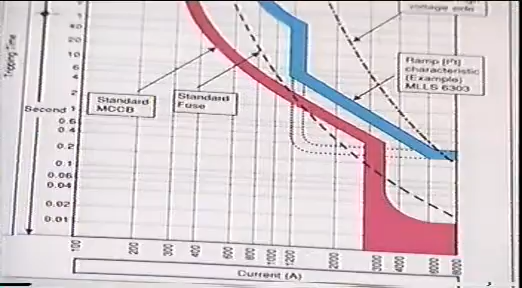 voltage side
Ramp (I²t)
characteristic
(Example)
MLLS 6303
Standard
MCCB
Standard
Fuse
Tripping Time
20
10
6
4
2
1
Second
0.6
0.4
0.2
0.1
0.06
0.04
0.02
0.01
100
200
300
400
600
800
1000
1200
2000
3000
4000
6000
8000
Current (A)